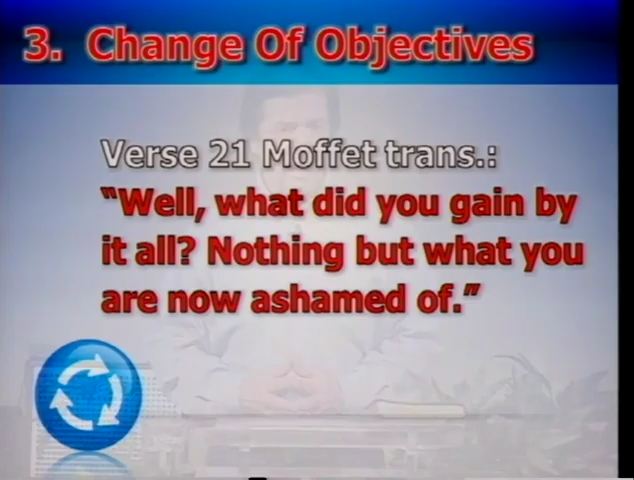 3. Change Of Objectives
Verse 21 Moffet trans.:
“Well, what did you gain by
it all? Nothing but what you
are now ashamed of.”